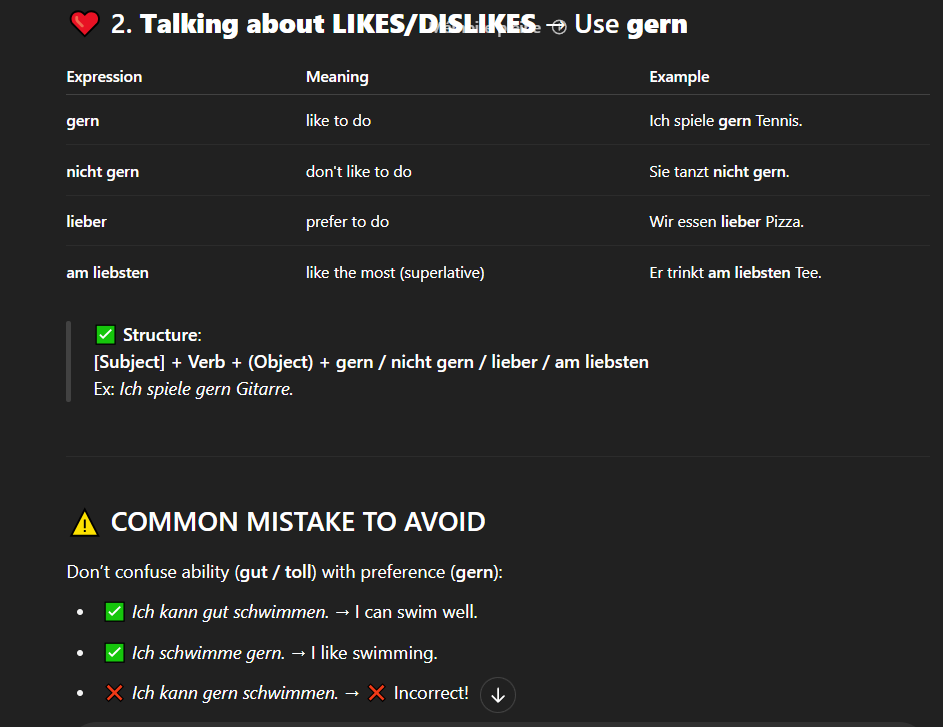 ❤️ 2. Talking about LIKES/DISLIKES → Use gern
Expression Meaning Example
gern like to do Ich spiele gern Tennis.
nicht gern don't like to do Sie tanzt nicht gern.
lieber prefer to do Wir essen lieber Pizza.
am liebsten like the most (superlative) Er trinkt am liebsten Tee.
✅ Structure:
[Subject] + Verb + (Object) + gern / nicht gern / lieber / am liebsten
Ex: Ich spiele gern Gitarre.
⚠️ COMMON MISTAKE TO AVOID
Don’t confuse ability (gut / toll) with preference (gern):
• ✅ Ich kann gut schwimmen. → I can swim well.
• ✅ Ich schwimme gern. → I like swimming.
• ❌ Ich kann gern schwimmen. → ❌ Incorrect!